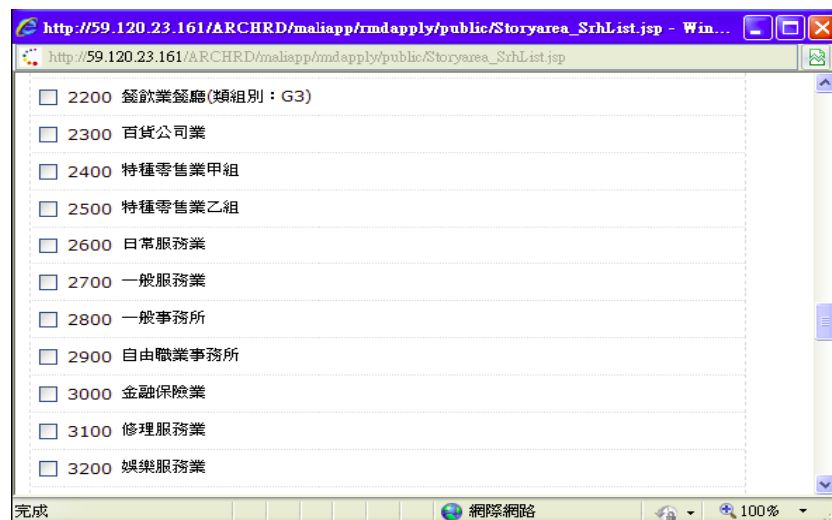 http://59.120.23.161/ARCHRD/maliapp/rmdapply/public/Storyarea_SrhList.jsp - Win...
http://59.120.23.161/ARCHRD/maliapp/rmdapply/public/Storyarea_SrhList.jsp
2200 餐飲業餐廳(類組別：G3)
2300 百貨公司業
2400 特種零售業甲組
2500 特種零售業乙組
2600 日常服務業
2700 一般服務業
2800 一般事務所
2900 自由職業事務所
3000 金融保險業
3100 修理服務業
3200 娛樂服務業
完成 網際網路 100%